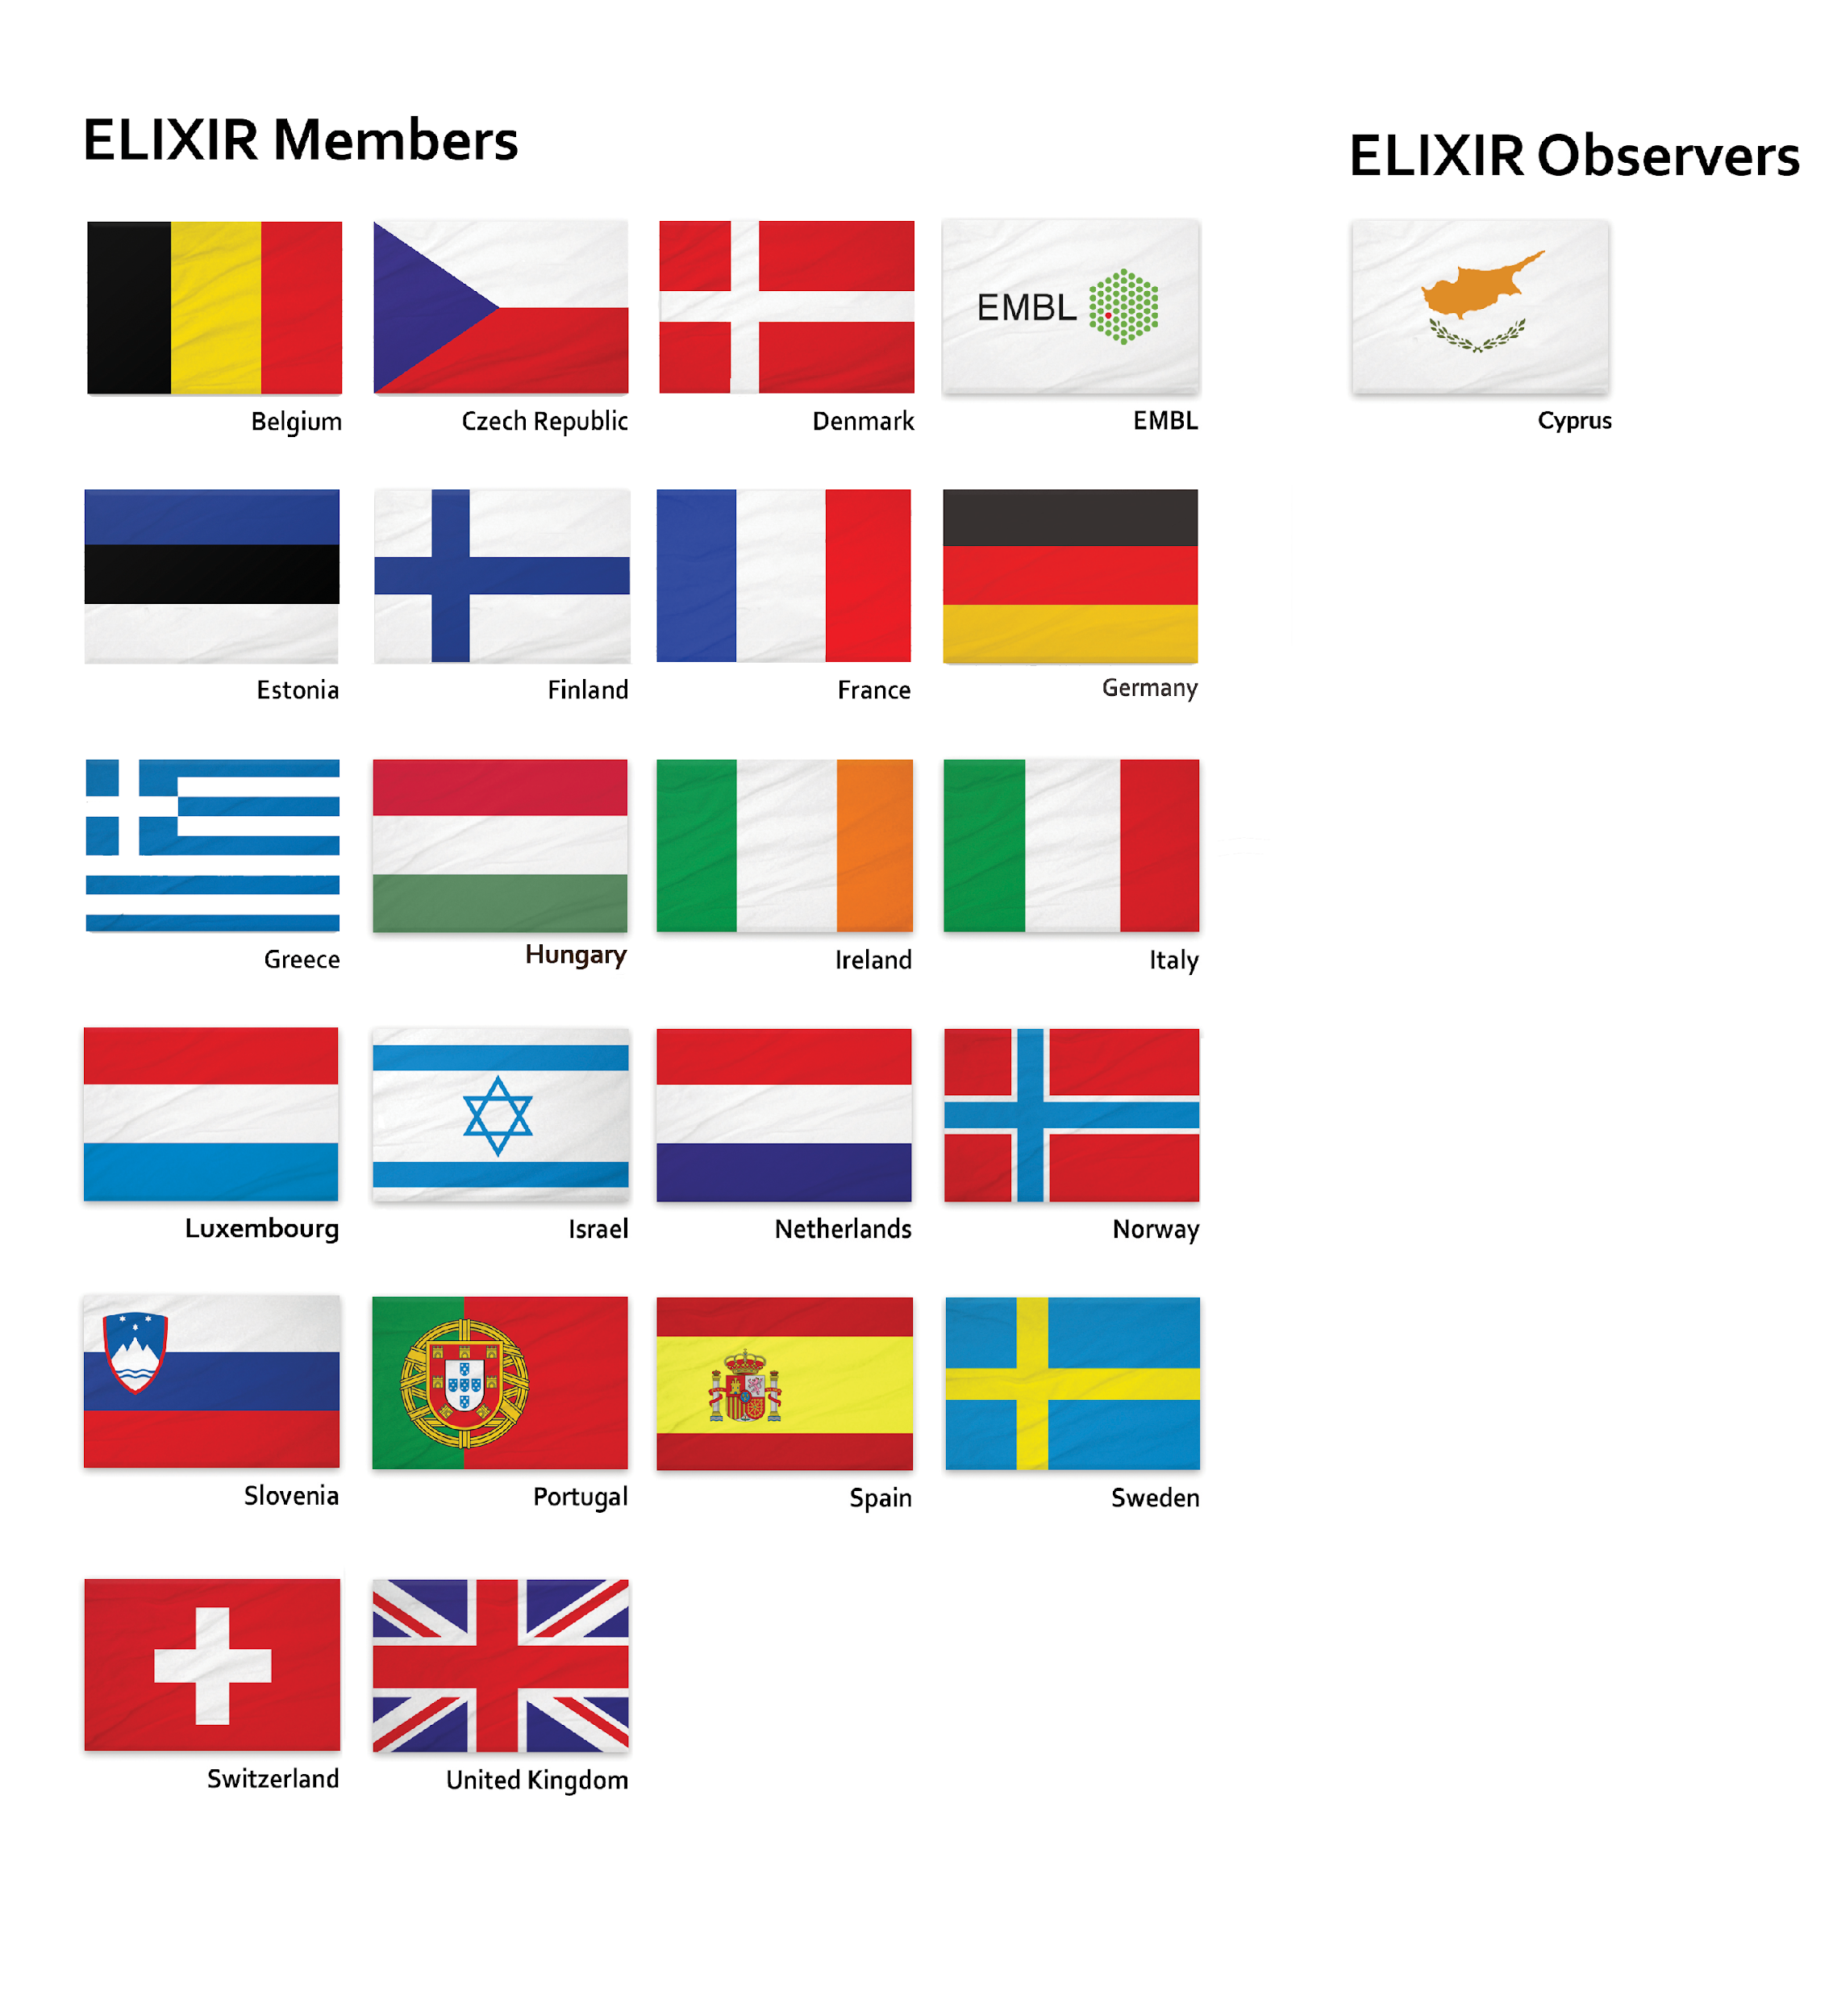 ELIXIR Members
ELIXIR Observers
EMBL
Belgium
Czech Republic
Denmark
EMBL
Cyprus
Estonia
Finland
France
Germany
Greece
Hungary
Ireland
Italy
Luxembourg
Israel
Netherlands
Norway
Slovenia
Portugal
Spain
Sweden
Switzerland
United Kingdom